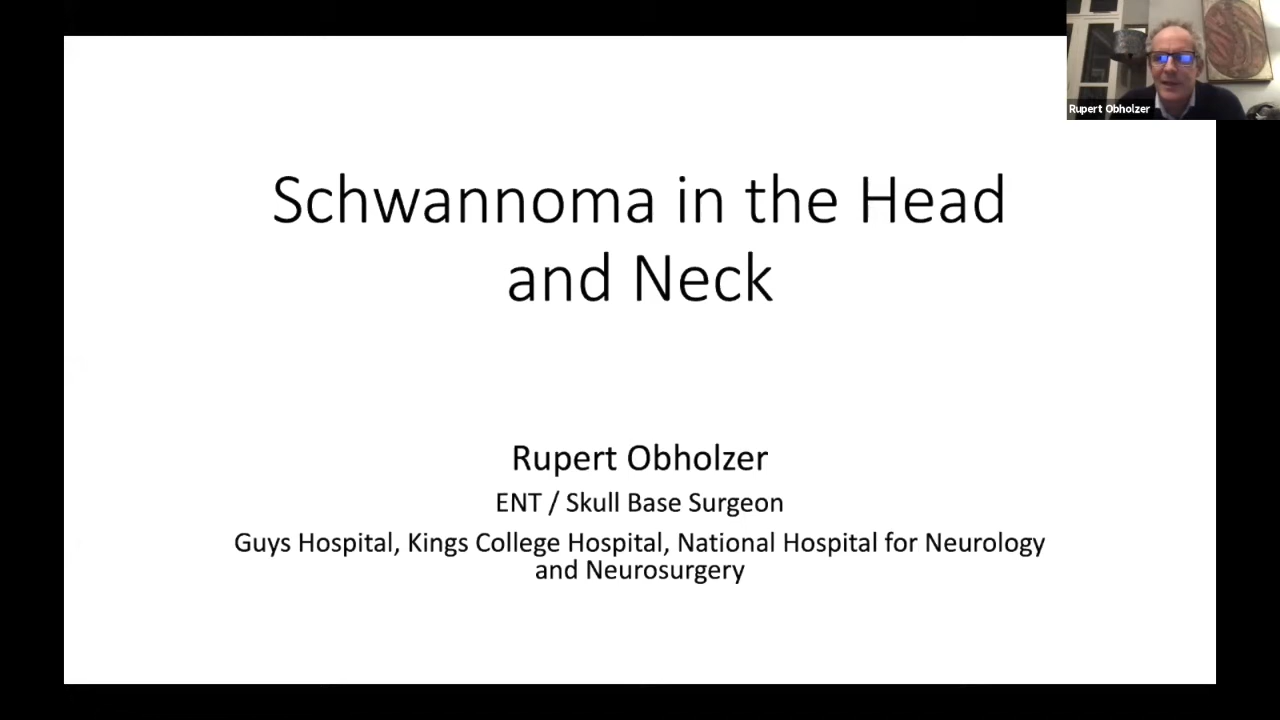 Rupert Obholzer
Schwannoma in the Head
and Neck
Rupert Obholzer
ENT / Skull Base Surgeon
Guys Hospital, Kings College Hospital, National Hospital for Neurology
and Neurosurgery